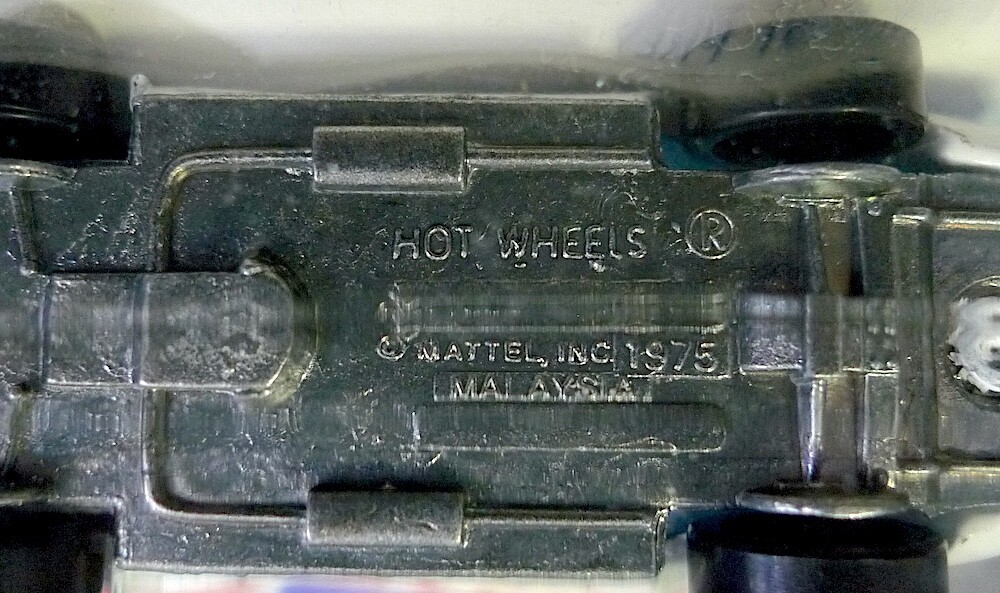 HOT WHEELS ®
© MATTEL, INC. 1975
MALAYSIA